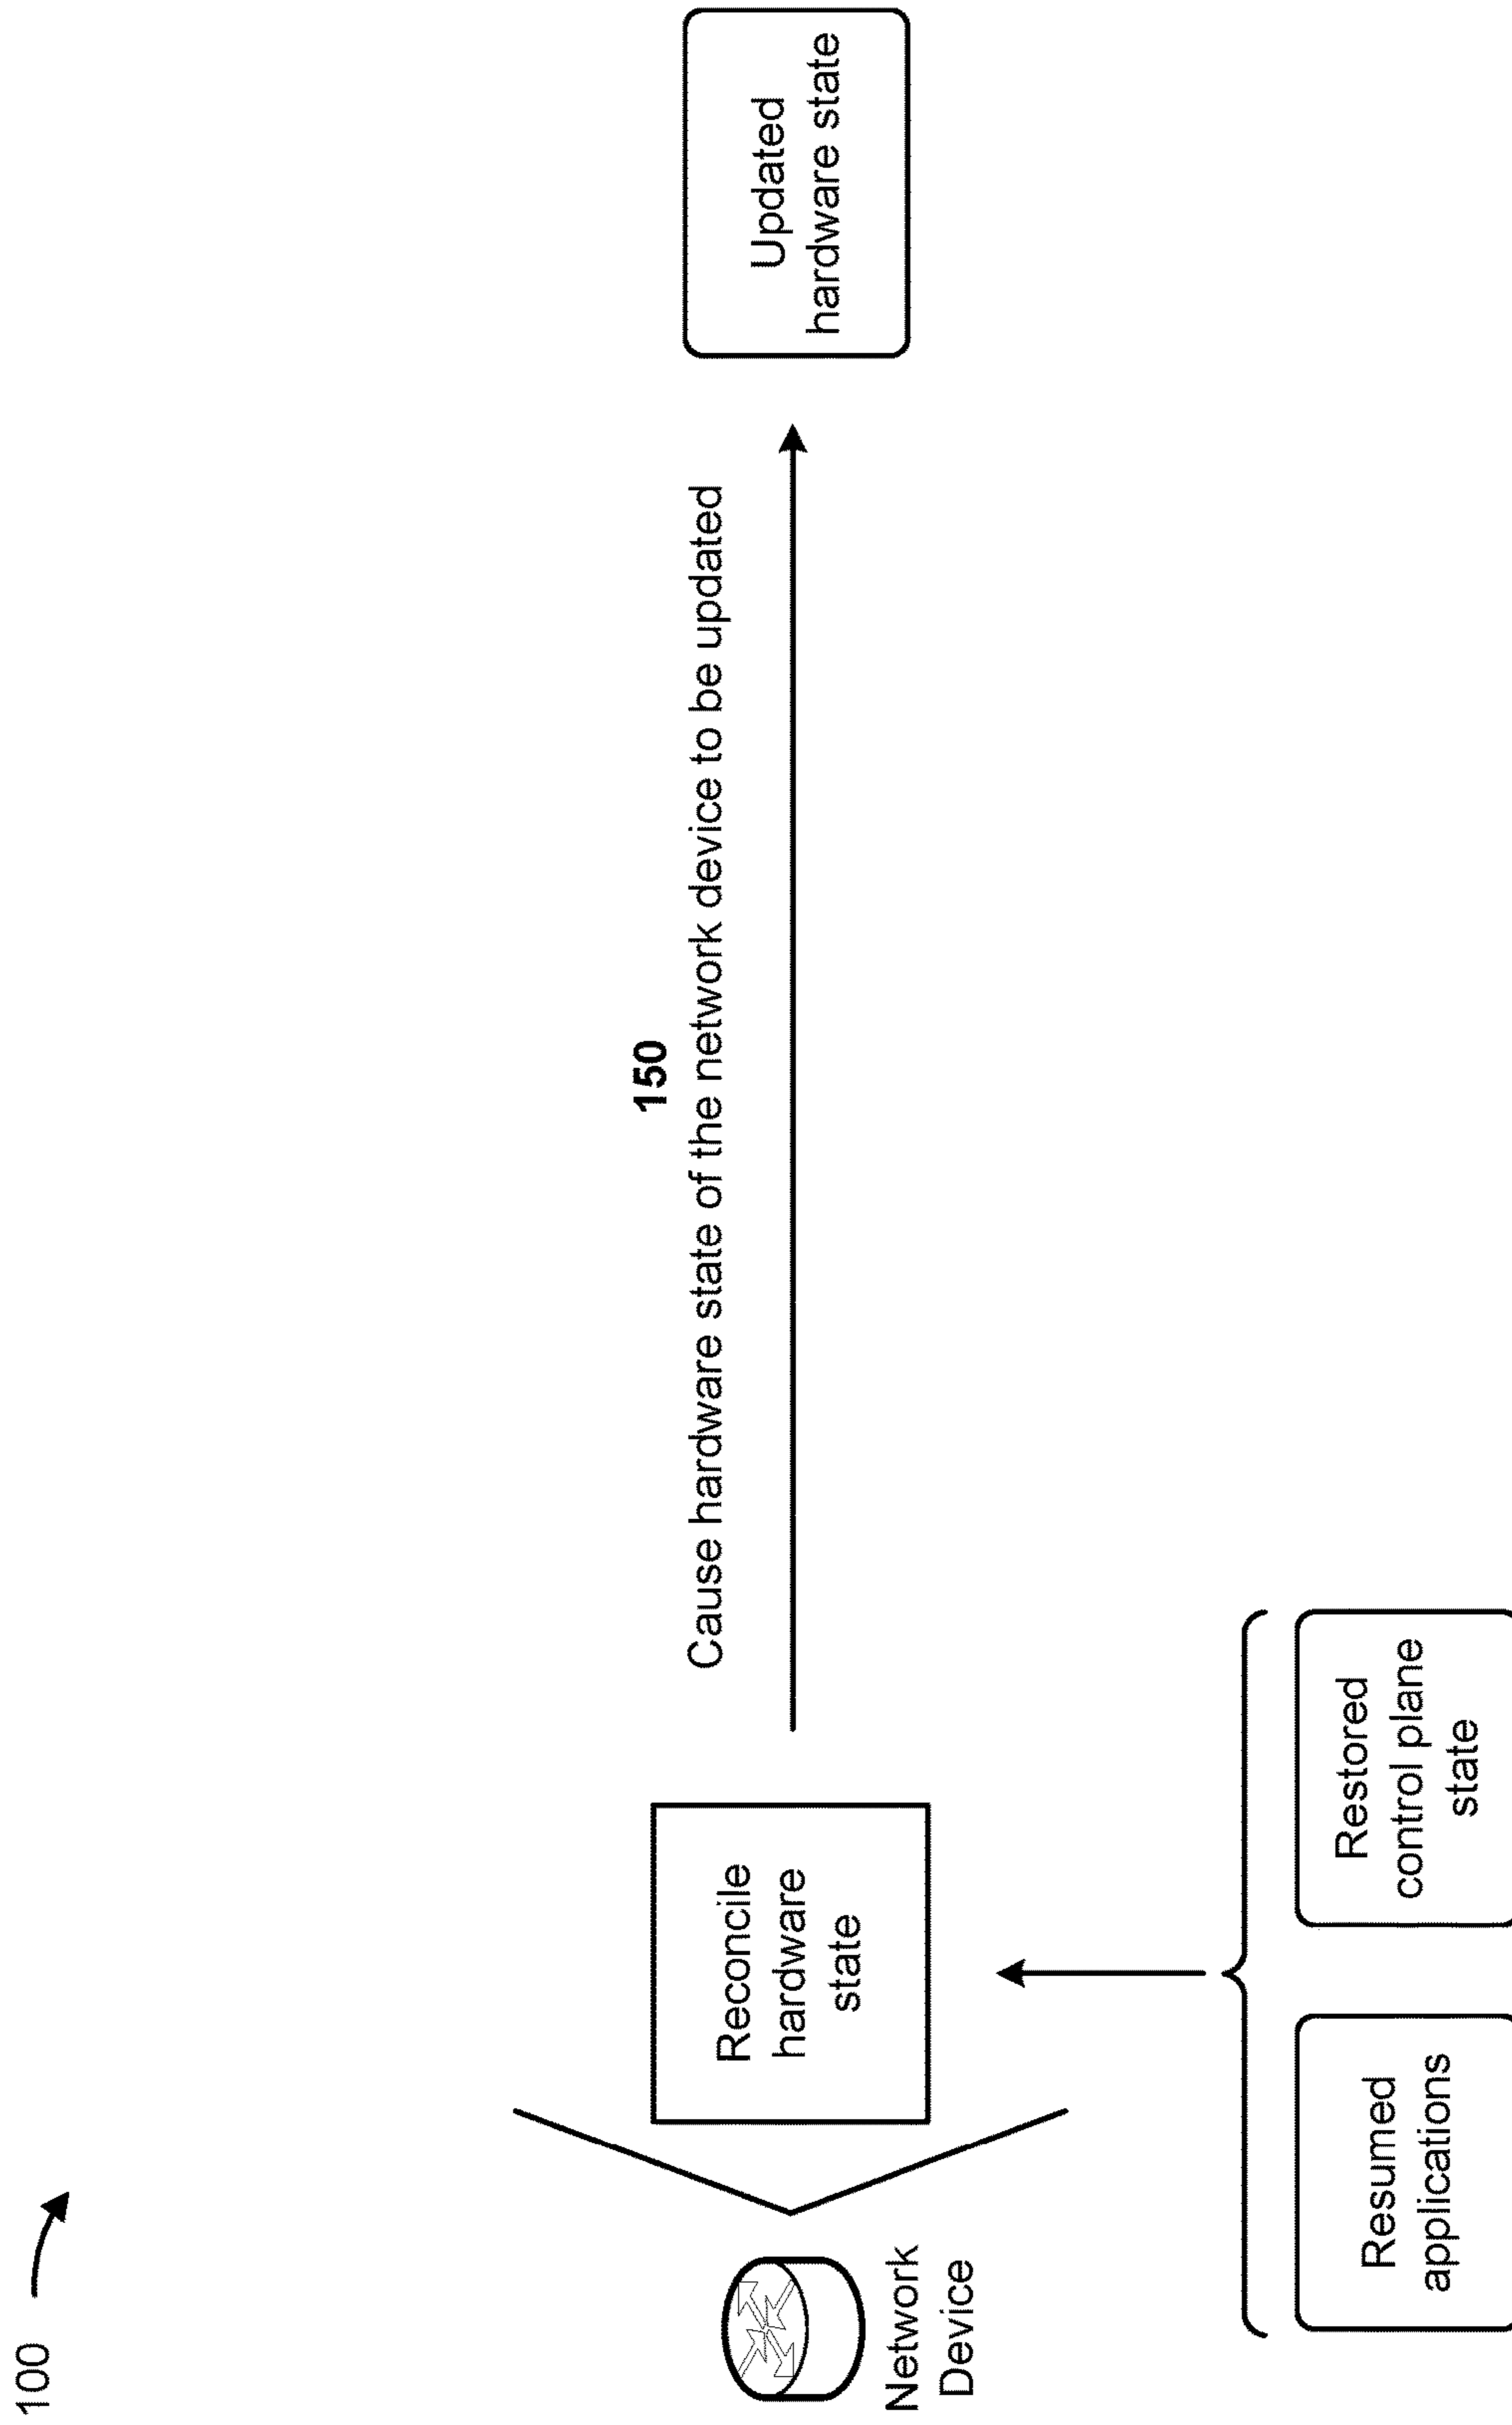 100
150
Cause hardware state of the network device to be updated
Network
Device
Reconcile
hardware
state
Updated
hardware state
Resumed
applications
Restored
control plane
state